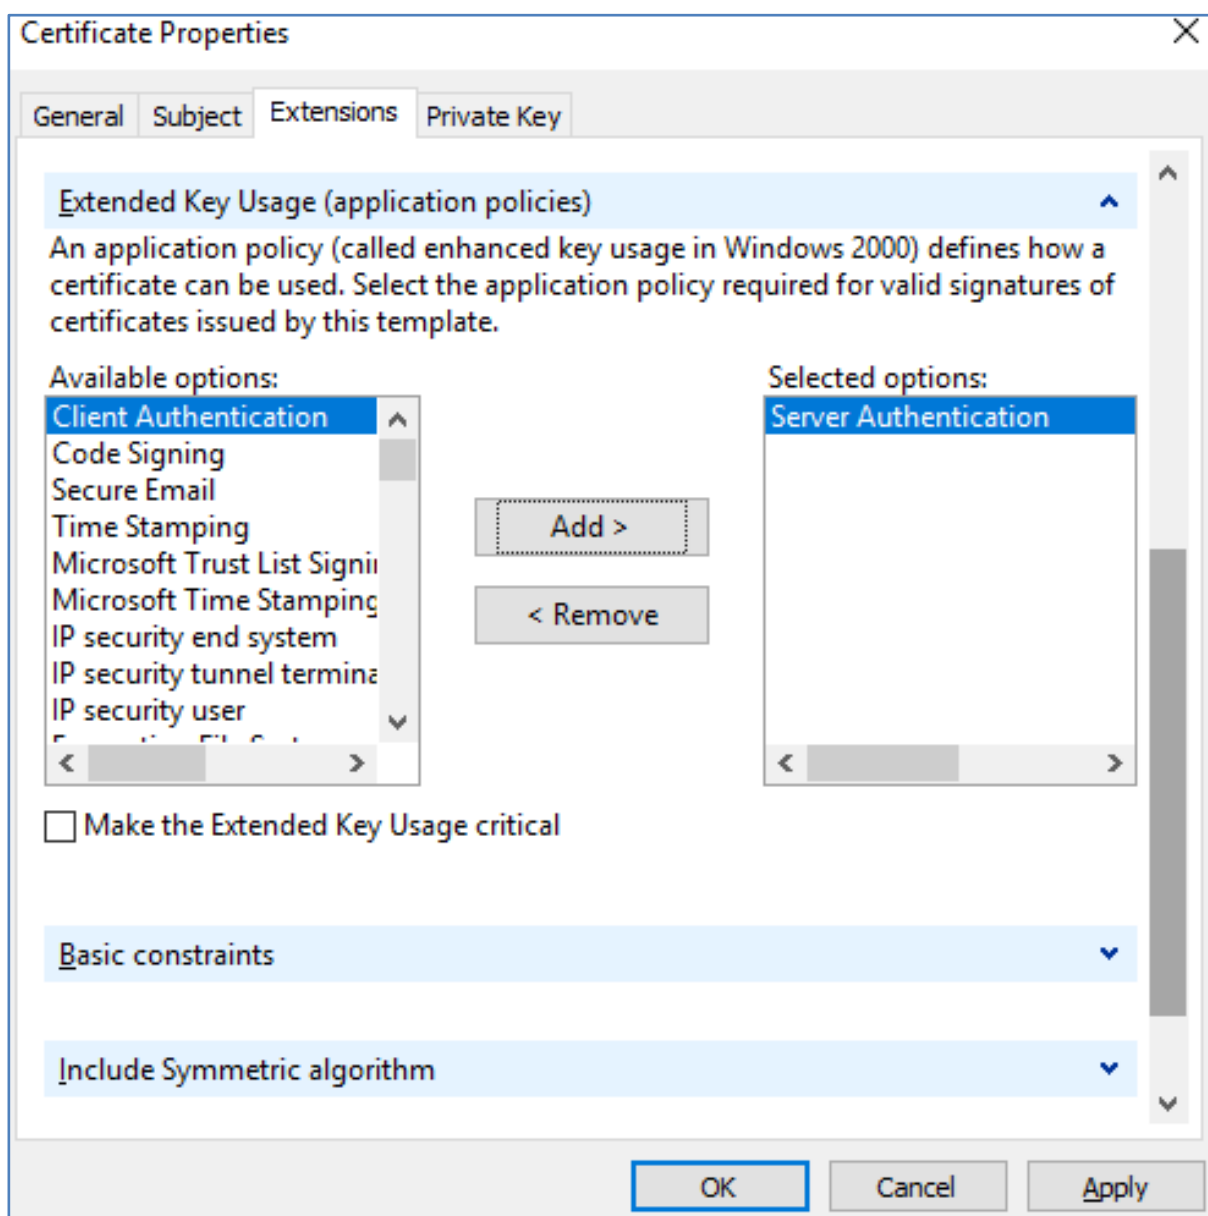 Certificate Properties
General Subject Extensions Private Key
Extended Key Usage (application policies)
An application policy (called enhanced key usage in Windows 2000) defines how a
certificate can be used. Select the application policy required for valid signatures of
certificates issued by this template.
Available options:
Selected options:
Client Authentication
Code Signing
Secure Email
Time Stamping
Microsoft Trust List
Microsoft Time Stamping
IP security end system
IP security tunnel
IP security user
Server Authentication
Add >
< Remove
Make the Extended Key Usage critical
Basic constraints
Include Symmetric algorithm
OK Cancel Apply